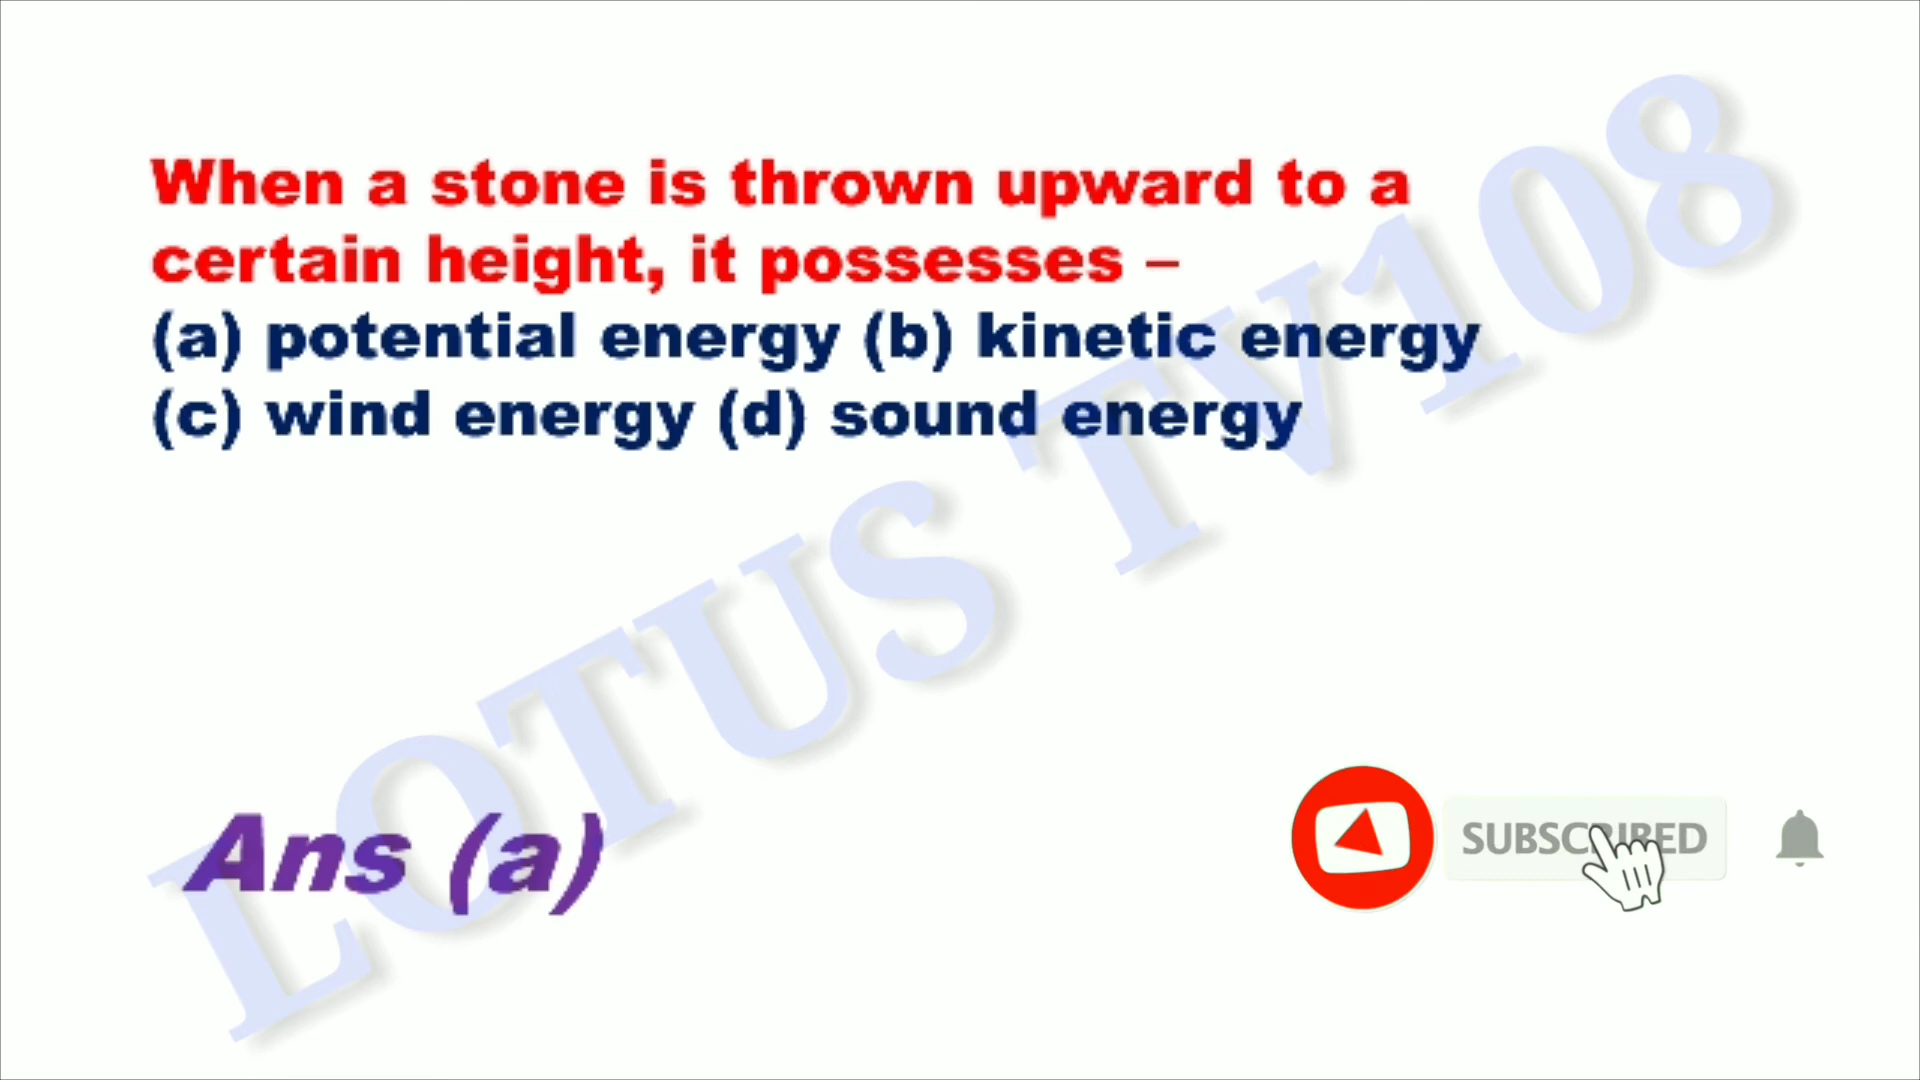 When a stone is thrown upward to a
certain height, it possesses –
(a) potential energy (b) kinetic energy
(c) wind energy (d) sound energy
LOTUS TV108
Ans (a)
SUBSCRIBED